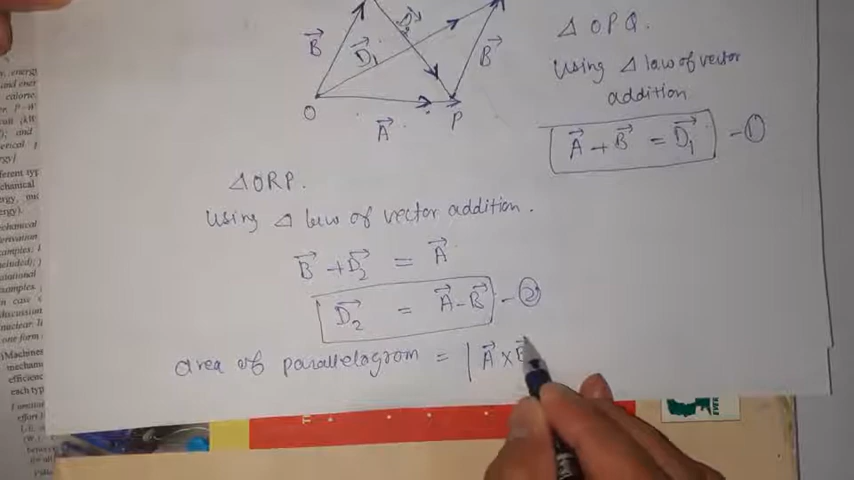 B⃗
D⃗₁
D⃗₂
B⃗
O
A⃗
P
△ OPQ.
Using △ law of vector
addition
A⃗ + B⃗ = D⃗₁ - ①
△ORP.
Using △ law of vector addition.
B⃗ + D⃗₂ = A⃗
D⃗₂ = A⃗ - B⃗ - ②
area of parallelogram = | A⃗ × B⃗